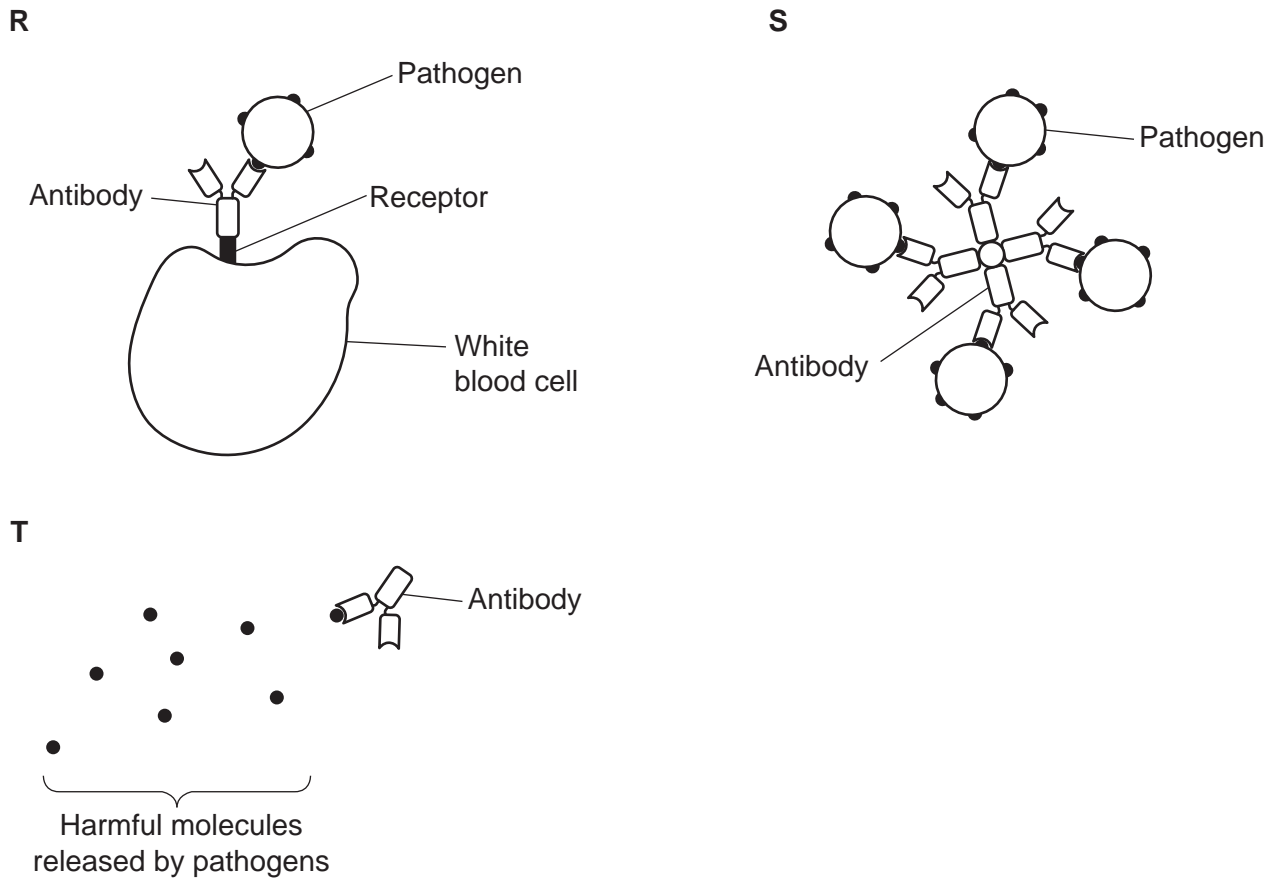 R
Pathogen
Antibody
Receptor
White
blood cell
S
Pathogen
Antibody
T
Antibody
Harmful molecules
released by pathogens